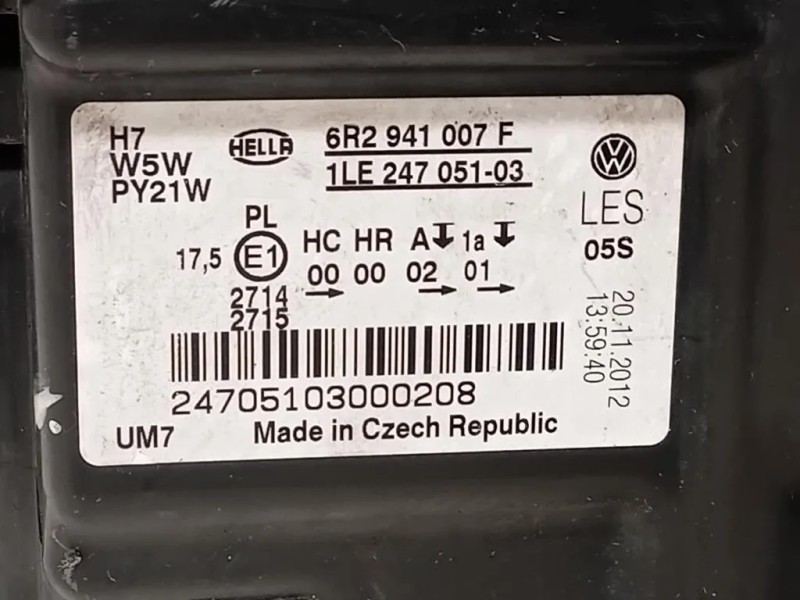 H7
W5W
PY21W
HELLA
6R2 941 007 F
1LE 247 051-03
VW
LES
05S
PL
17,5 E1
HC HR A 1a
00 00 02 01
2714
2715
20.11.2012
13:59:40
24705103000208
UM7 Made in Czech Republic